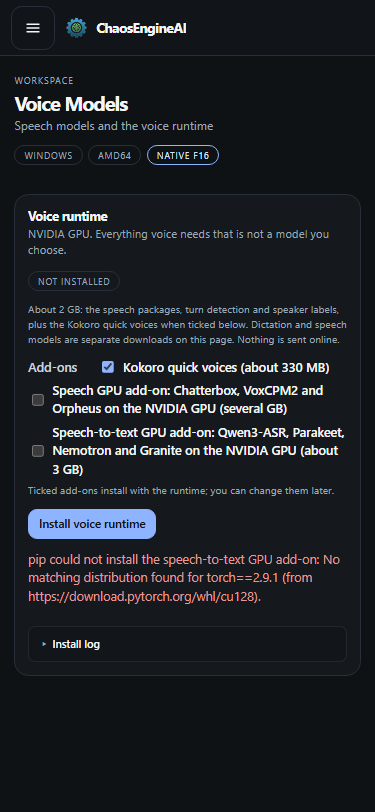 ChaosEngineAI
WORKSPACE
Voice Models
Speech models and the voice runtime
WINDOWS AMD64 NATIVE F16
Voice runtime
NVIDIA GPU. Everything voice needs that is not a model you
choose.
NOT INSTALLED
About 2 GB: the speech packages, turn detection and speaker labels,
plus the Kokoro quick voices when ticked below. Dictation and speech
models are separate downloads on this page. Nothing is sent online.
Add-ons Kokoro quick voices (about 330 MB)
Speech GPU add-on: Chatterbox, VoxCPM2 and
Orpheus on the NVIDIA GPU (several GB)
Speech-to-text GPU add-on: Qwen3-ASR, Parakeet,
Nemotron and Granite on the NVIDIA GPU (about
3 GB)
Ticked add-ons install with the runtime; you can change them later.
Install voice runtime
pip could not install the speech-to-text GPU add-on: No
matching distribution found for torch==2.9.1 (from
https://download.pytorch.org/whl/cu128).
Install log